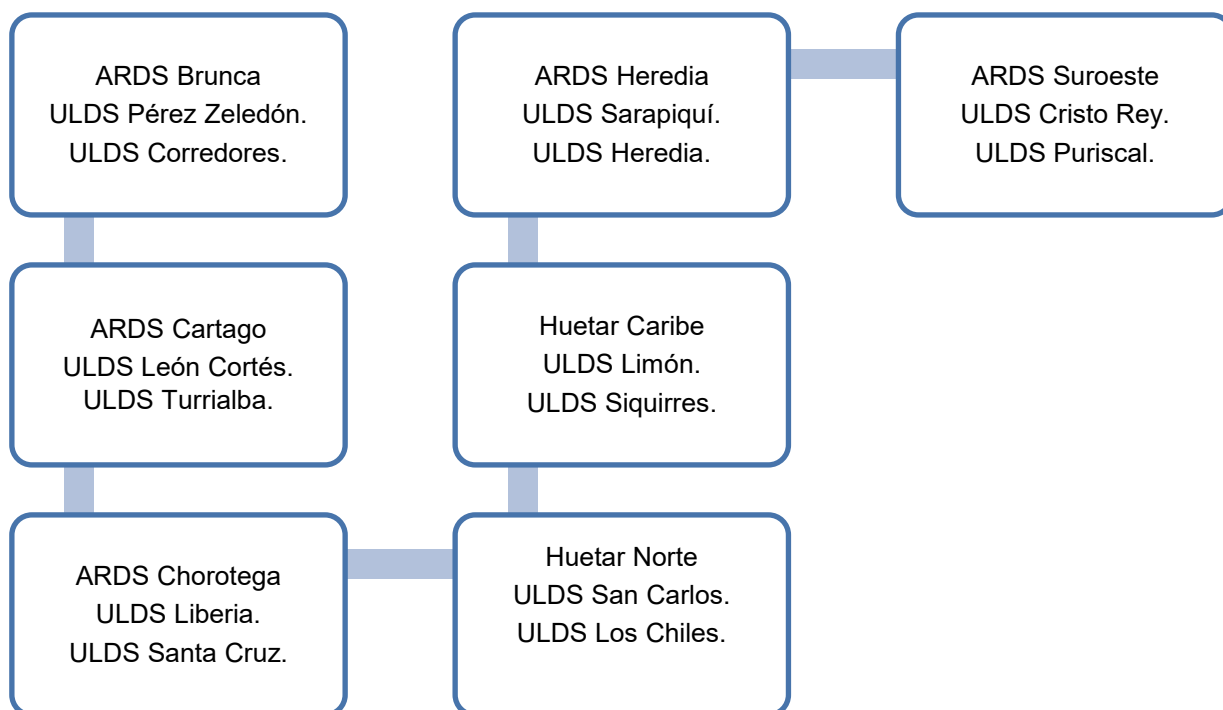 ARDS Brunca
ULDS Pérez Zeledón.
ULDS Corredores.
ARDS Cartago
ULDS León Cortés.
ULDS Turrialba.
ARDS Chorotega
ULDS Liberia.
ULDS Santa Cruz.
Huetar Norte
ULDS San Carlos.
ULDS Los Chiles.
Huetar Caribe
ULDS Limón.
ULDS Siquirres.
ARDS Heredia
ULDS Sarapiquí.
ULDS Heredia.
ARDS Suroeste
ULDS Cristo Rey.
ULDS Puriscal.